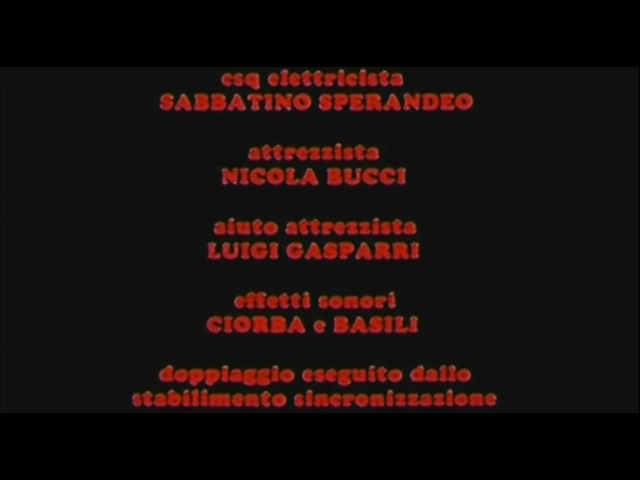 csq elettricista
SABBATINO SPERANDEO
attrezzista
NICOLA BUCCI
aiuto attrezzista
LUIGI GASPARRI
effetti sonori
CIORBA e BASILI
doppiaggio eseguito dallo
stabilimento sincronizzazione